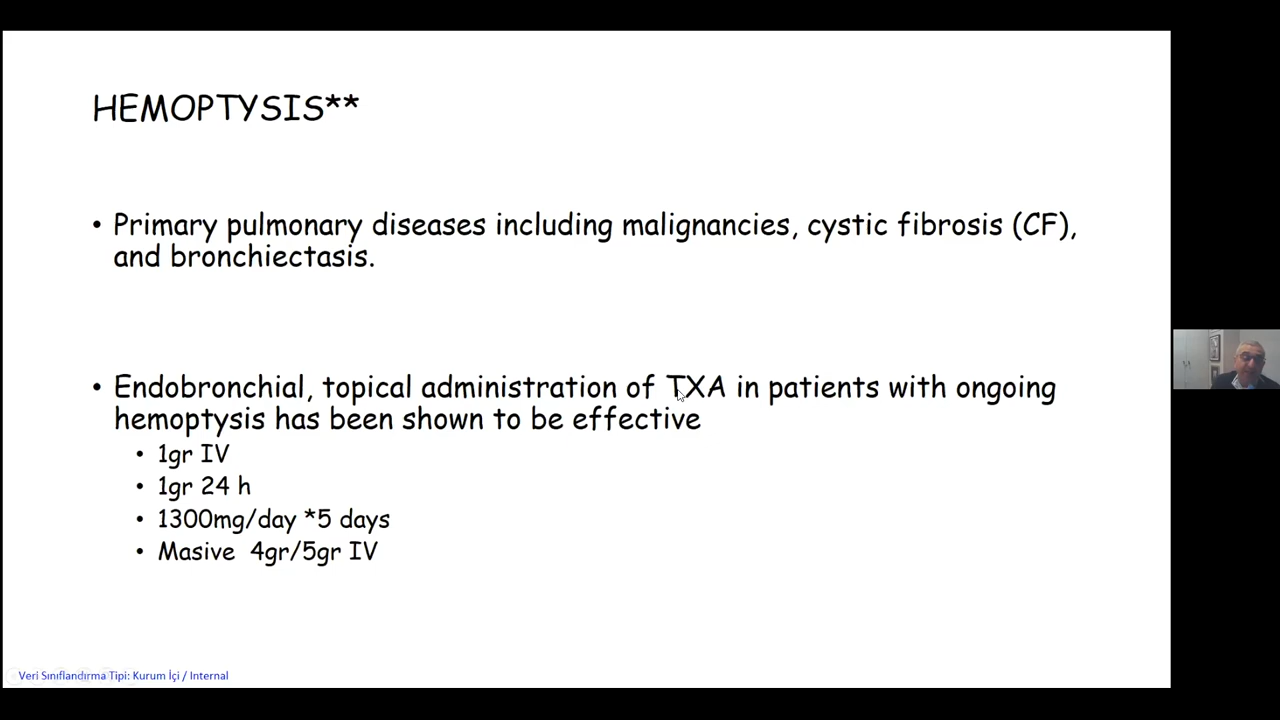 HEMOPTYSIS**
• Primary pulmonary diseases including malignancies, cystic fibrosis (CF),
and bronchiectasis.
• Endobronchial, topical administration of TXA in patients with ongoing
hemoptysis has been shown to be effective
• 1gr IV
• 1gr 24 h
• 1300mg/day *5 days
• Masive 4gr/5gr IV
Veri Sınıflandırma Tipi: Kurum İçi / Internal